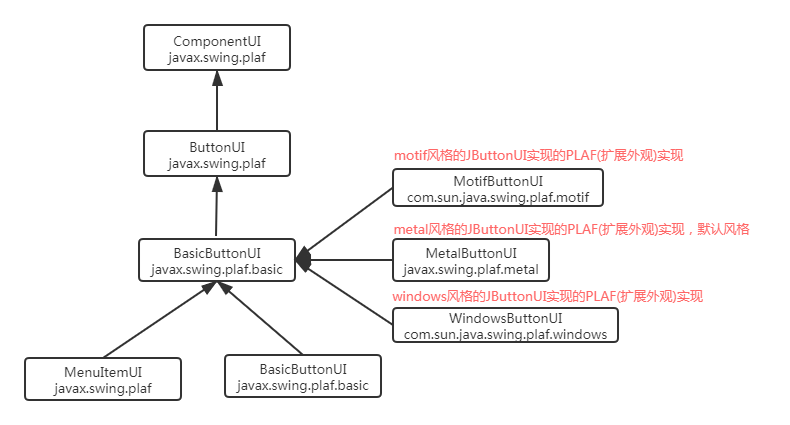 ComponentUI
javax.swing.plaf
ButtonUI
javax.swing.plaf
motif风格的JButtonUI实现的PLAF(扩展外观)实现
MotifButtonUI
com.sun.java.swing.plaf.motif
metal风格的JButtonUI实现的PLAF(扩展外观)实现，默认风格
BasicButtonUI
javax.swing.plaf.basic
MetalButtonUI
javax.swing.plaf.metal
windows风格的JButtonUI实现的PLAF(扩展外观)实现
WindowsButtonUI
com.sun.java.swing.plaf.windows
MenuItemUI
javax.swing.plaf
BasicButtonUI
javax.swing.plaf.basic